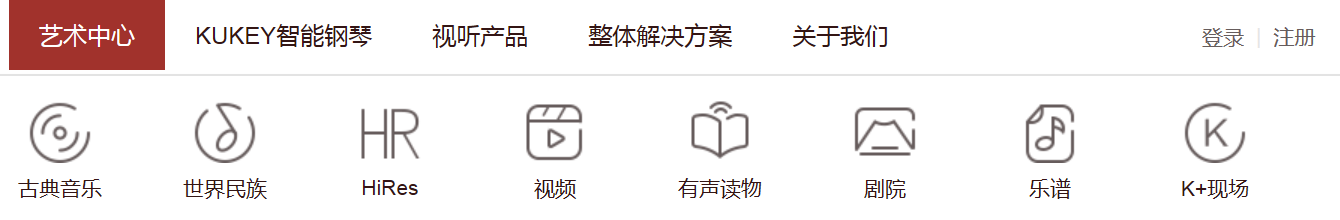 艺术中心 KUKEY智能钢琴 视听产品 整体解决方案 关于我们 登录 | 注册
HR K
古典音乐 世界民族 HiRes 视频 有声读物 剧院 乐谱 K+现场